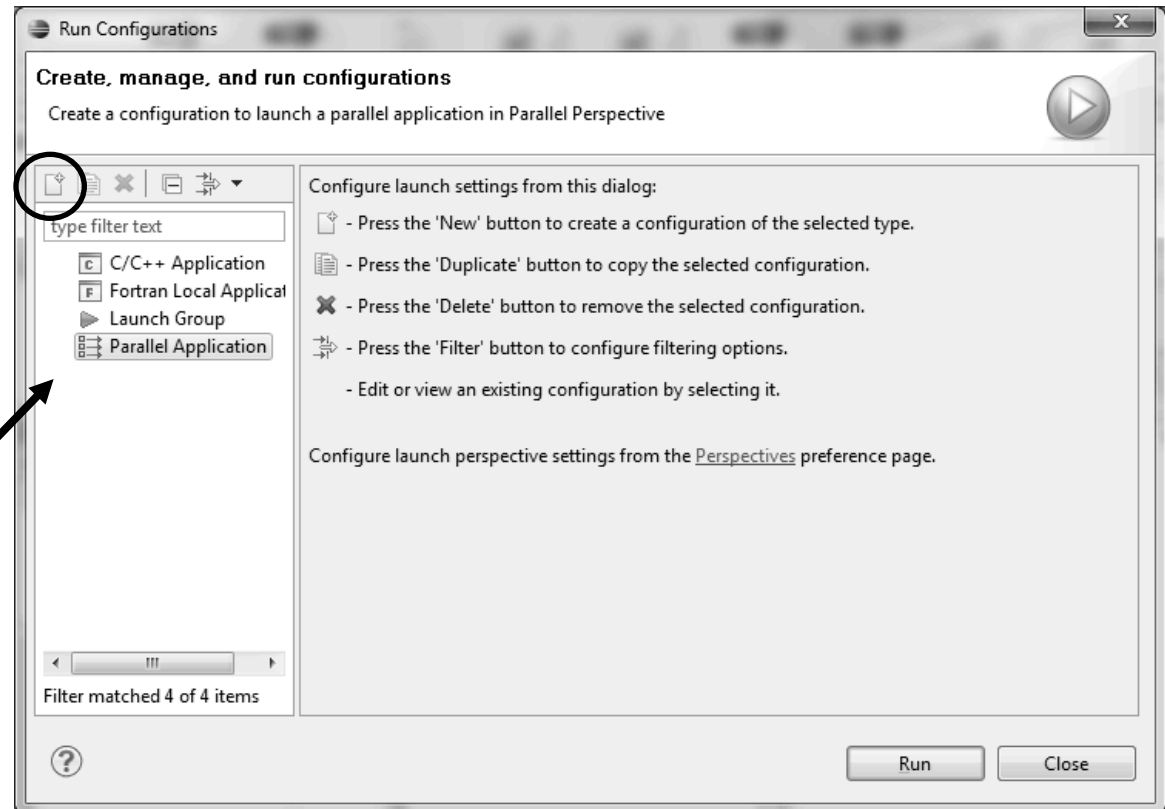 Run Configurations
Create, manage, and run configurations
Create a configuration to launch a parallel application in Parallel Perspective
type filter text
C/C++ Application
Fortran Local Applicat
Launch Group
Parallel Application
Filter matched 4 of 4 items
Configure launch settings from this dialog:
- Press the 'New' button to create a configuration of the selected type.
- Press the 'Duplicate' button to copy the selected configuration.
- Press the 'Delete' button to remove the selected configuration.
- Press the 'Filter' button to configure filtering options.
- Edit or view an existing configuration by selecting it.
Configure launch perspective settings from the Perspectives preference page.
Run
Close